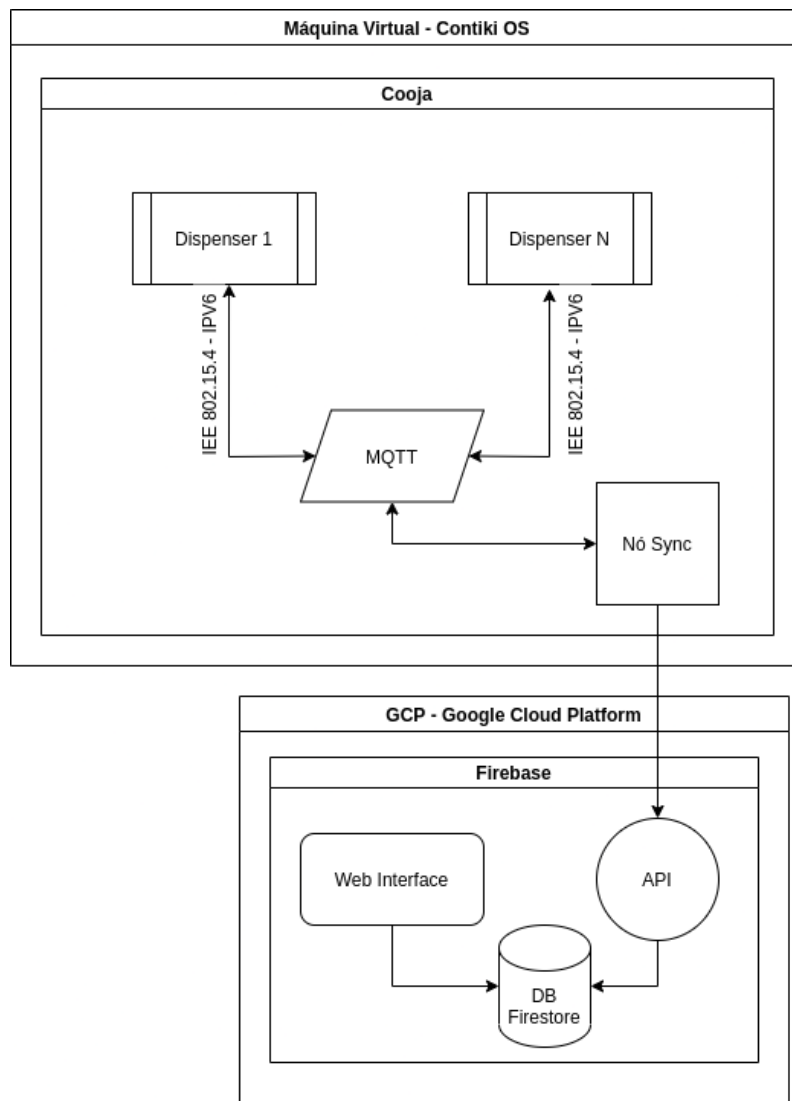 Máquina Virtual - Contiki OS
Cooja
Dispenser 1
Dispenser N
IEE 802.15.4 - IPV6
IEE 802.15.4 - IPV6
MQTT
Nó Sync
GCP - Google Cloud Platform
Firebase
Web Interface
API
DB
Firestore